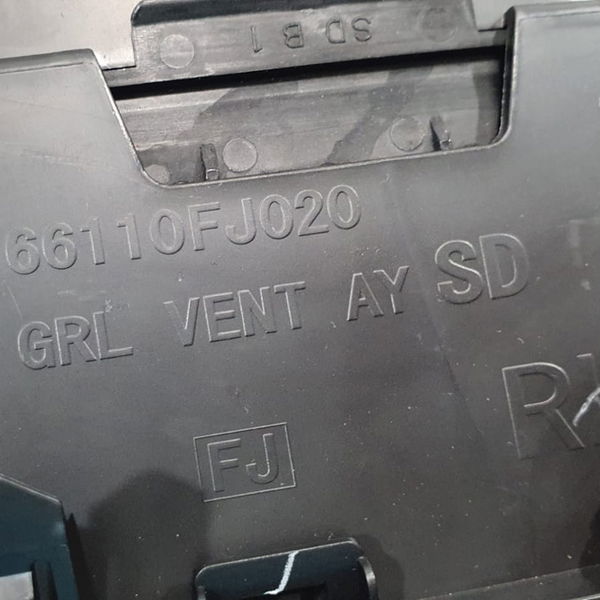 SD B 1
66110FJ020
GRL VENT AY SD
FJ